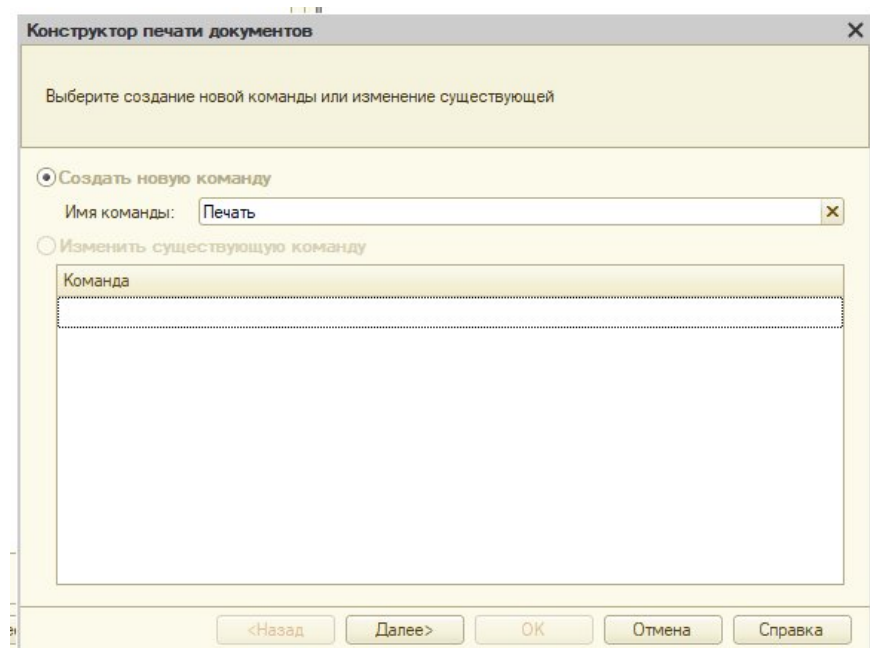 Конструктор печати документов
Выберите создание новой команды или изменение существующей
Создать новую команду
Имя команды: Печать
Изменить существующую команду
Команда
<Назад Далее> OK Отмена Справка